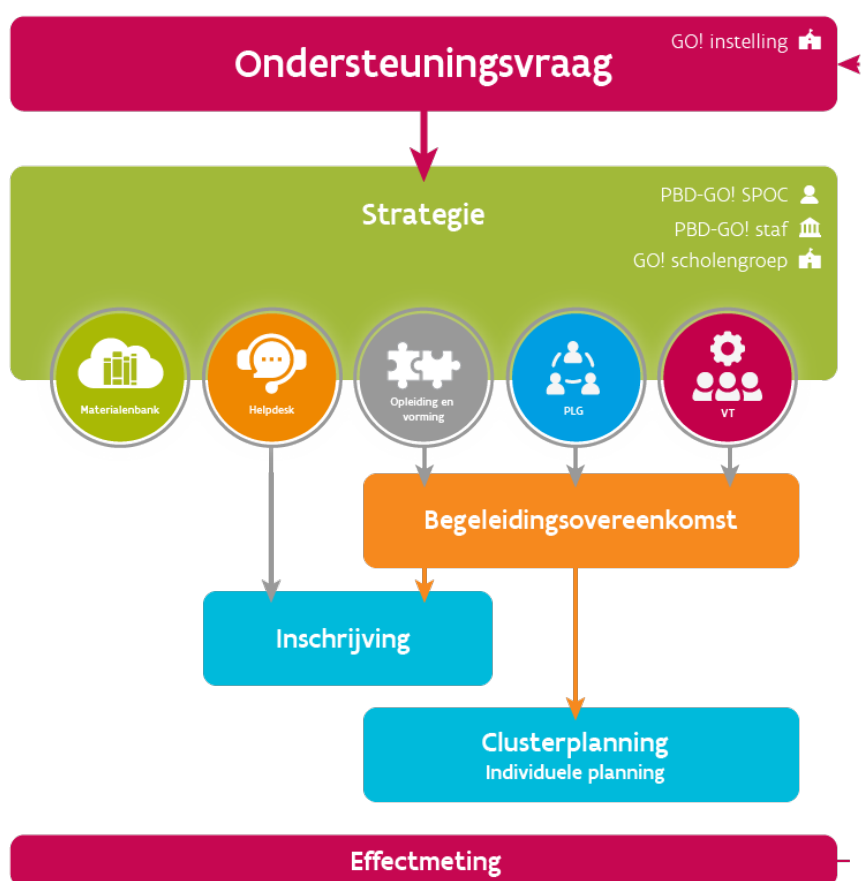 GO! instelling
Ondersteuningsvraag
Strategie
PBD-GO! SPOC
PBD-GO! staf
GO! scholengroep
Materialenbank
Helpdesk
Opleiding en
vorming
PLG
VT
Begeleidingsovereenkomst
Inschrijving
Clusterplanning
Individuele planning
Effectmeting